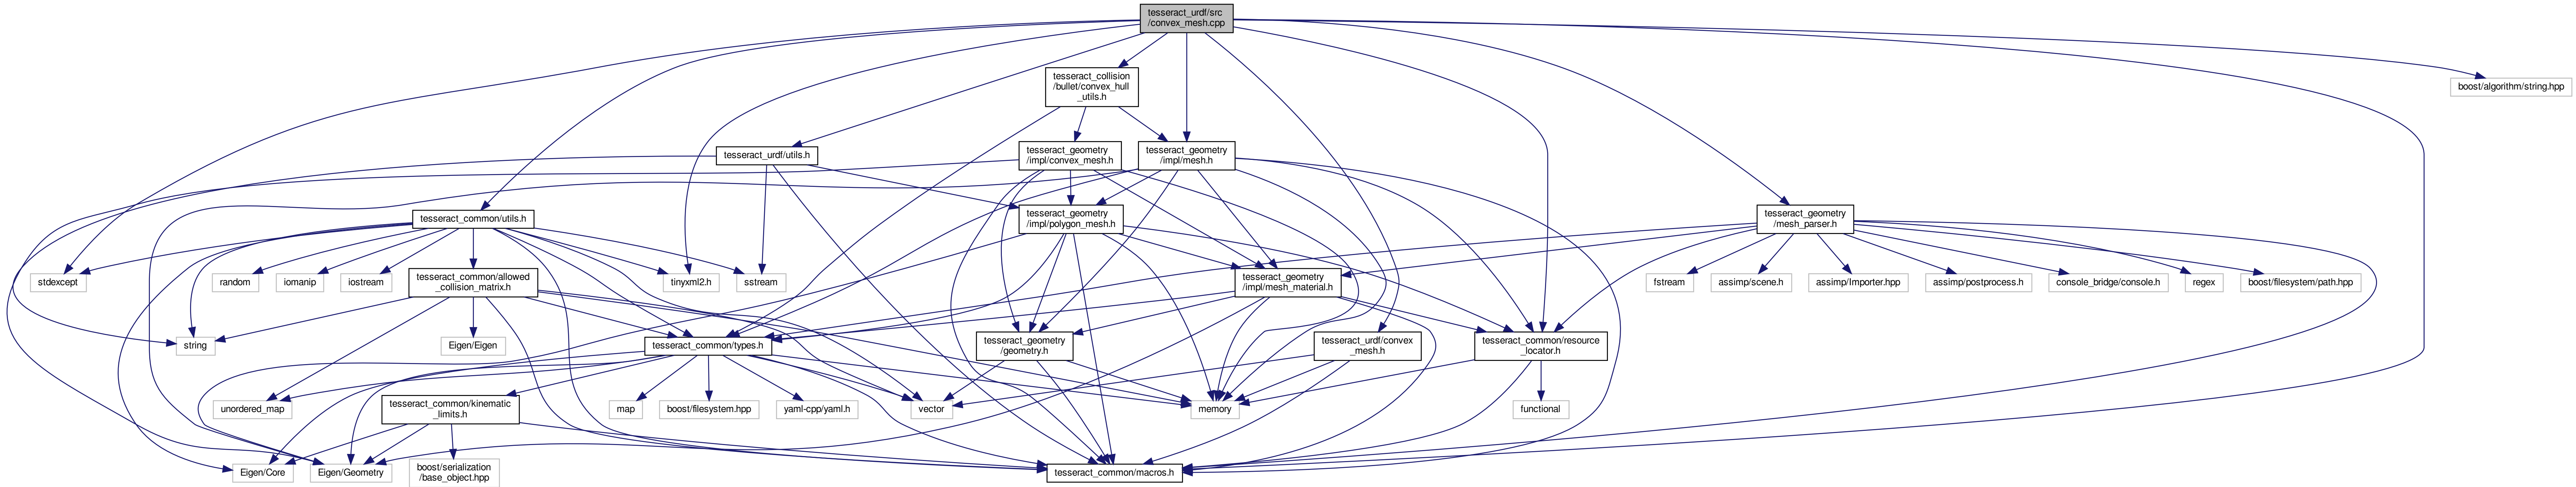 tesseract_urdf/src
/convex_mesh.cpp
tesseract_collision
/bullet/convex_hull
_utils.h
boost/algorithm/string.hpp
tesseract_urdf/utils.h
tesseract_geometry
/impl/convex_mesh.h
tesseract_geometry
/impl/mesh.h
tesseract_common/utils.h
tesseract_geometry
/impl/polygon_mesh.h
tesseract_geometry
/mesh_parser.h
stdexcept
random
iomanip
iostream
tesseract_common/allowed
_collision_matrix.h
tinyxml2.h
sstream
tesseract_geometry
/impl/mesh_material.h
fstream
assimp/scene.h
assimp/Importer.hpp
assimp/postprocess.h
console_bridge/console.h
regex
boost/filesystem/path.hpp
string
Eigen/Eigen
tesseract_common/types.h
tesseract_geometry
/geometry.h
tesseract_urdf/convex
_mesh.h
tesseract_common/resource
_locator.h
unordered_map
tesseract_common/kinematic
_limits.h
map
boost/filesystem.hpp
yaml-cpp/yaml.h
vector
memory
functional
Eigen/Core
Eigen/Geometry
boost/serialization
/base_object.hpp
tesseract_common/macros.h